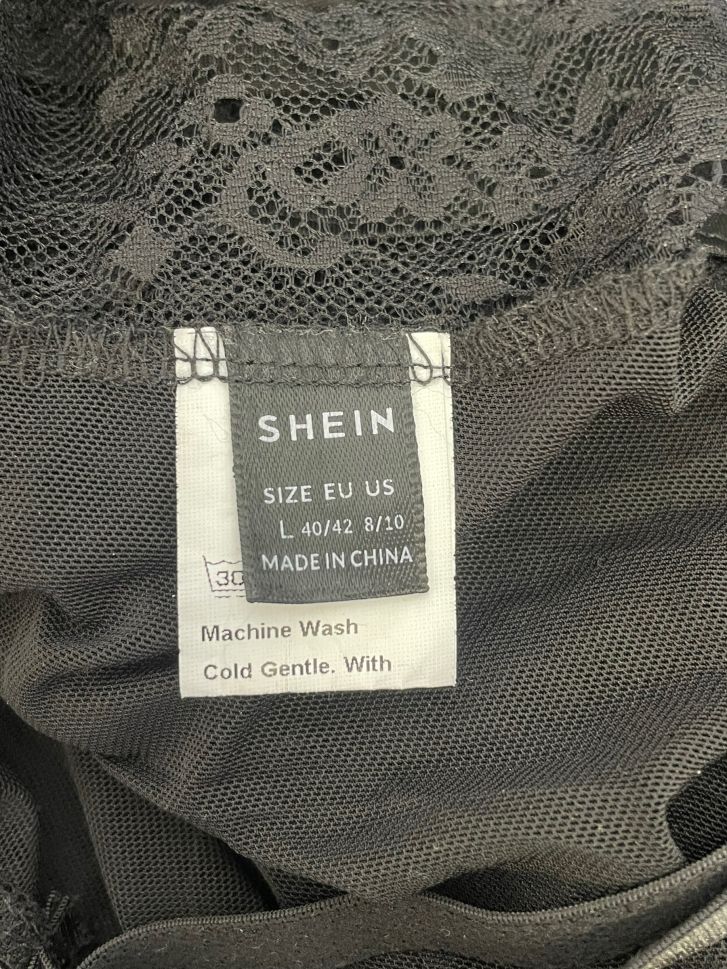 SHEIN
SIZE EU US
L 40/42 8/10
MADE IN CHINA
30
Machine Wash
Cold Gentle. With